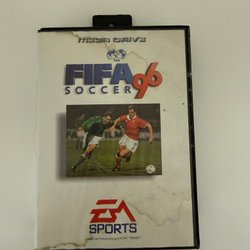 MEGA DRIVE
FIFA
SOCCER 96
EA
SPORTS